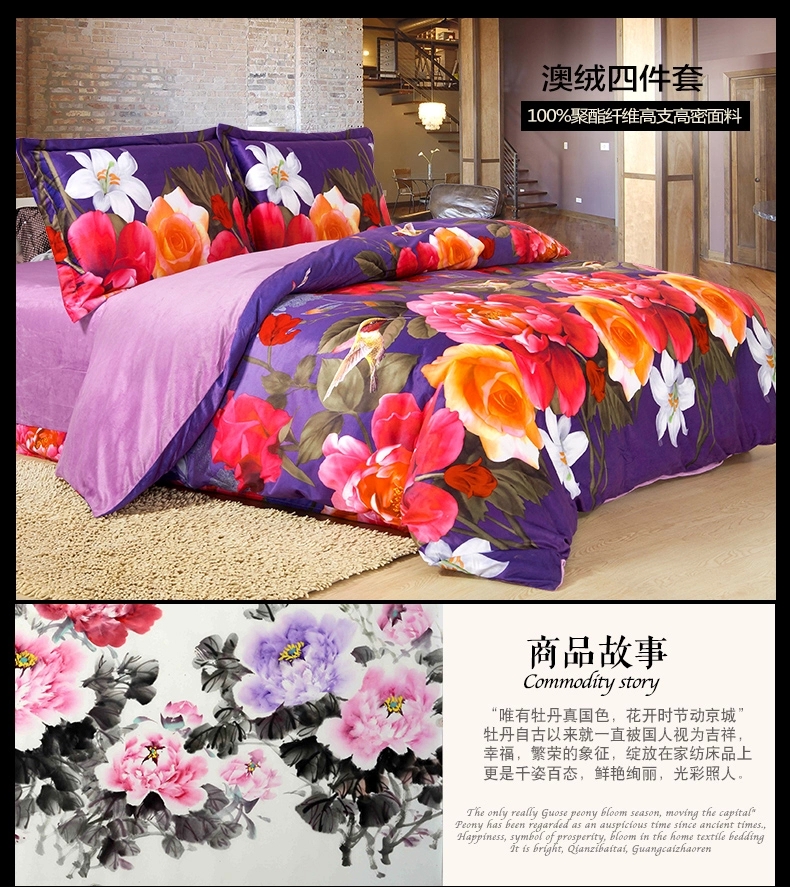 澳绒四件套
100%聚酯纤维高支高密面料
商品故事
Commodity story
“唯有牡丹真国色，花开时节动京城”
牡丹自古以来就一直被国人视为吉祥，
幸福，繁荣的象征，绽放在家纺床品上
更是千姿百态，鲜艳绚丽，光彩照人。
The only really Guose peony bloom season, moving the capital"
Peony has been regarded as an auspicious time since ancient times.,
Happiness, symbol of prosperity, bloom in the home textile bedding
It is bright, Qianzibaitai, Guangcaizhaoren